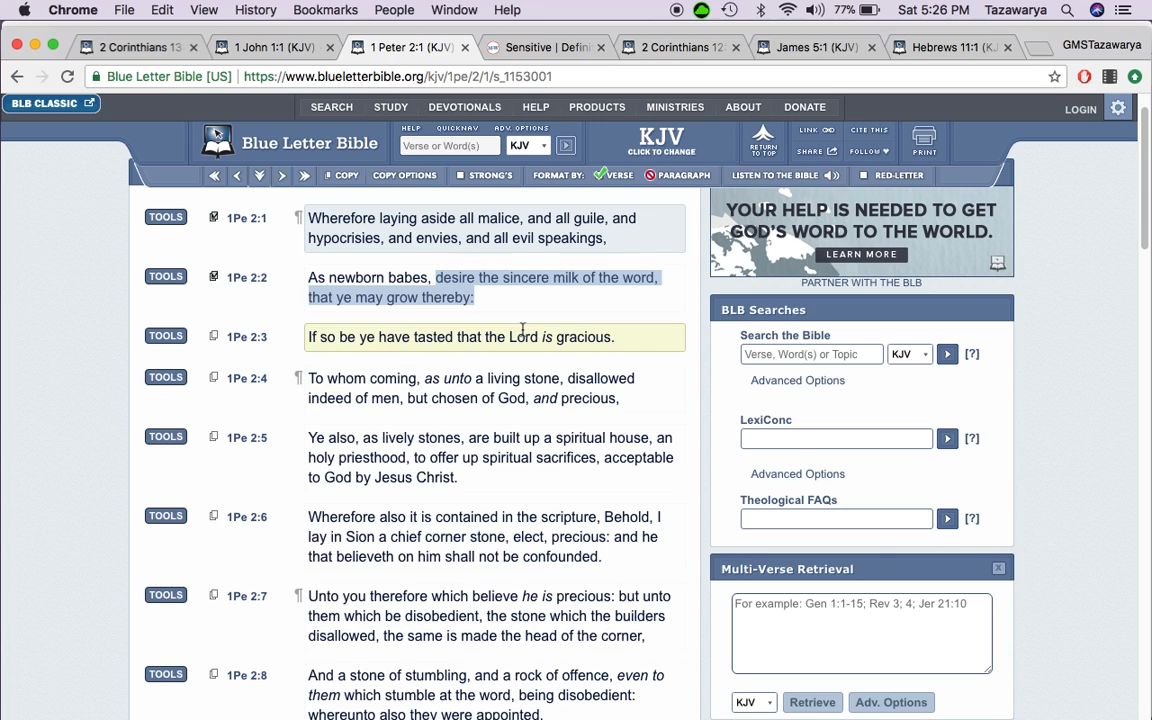 Chrome File Edit View History Bookmarks People Window Help 77% Sat 5:26 PM Tazawarya
2 Corinthians 13 1 John 1:1 (KJV) 1 Peter 2:1 (KJV) Sensitive | Defini 2 Corinthians 12 James 5:1 (KJV) Hebrews 11:1 (KJ GMSTazawarya
Blue Letter Bible [US] https://www.blueletterbible.org/kjv/1pe/2/1/s_1153001
BLB CLASSIC SEARCH STUDY DEVOTIONALS HELP PRODUCTS MINISTRIES ABOUT DONATE LOGIN
Blue Letter Bible
HELP QUICKNAV ADV. OPTIONS
Verse or Word(s) KJV
KJV
CLICK TO CHANGE
RETURN
TO TOP
LINK CITE THIS
SHARE FOLLOW
PRINT
COPY COPY OPTIONS STRONG'S FORMAT BY: VERSE PARAGRAPH LISTEN TO THE BIBLE RED-LETTER
TOOLS 1Pe 2:1 ¶ Wherefore laying aside all malice, and all guile, and
hypocrisies, and envies, and all evil speakings,
TOOLS 1Pe 2:2 As newborn babes, desire the sincere milk of the word,
that ye may grow thereby:
TOOLS 1Pe 2:3 If so be ye have tasted that the Lord is gracious.
TOOLS 1Pe 2:4 ¶ To whom coming, as unto a living stone, disallowed
indeed of men, but chosen of God, and precious,
TOOLS 1Pe 2:5 Ye also, as lively stones, are built up a spiritual house, an
holy priesthood, to offer up spiritual sacrifices, acceptable
to God by Jesus Christ.
TOOLS 1Pe 2:6 Wherefore also it is contained in the scripture, Behold, I
lay in Sion a chief corner stone, elect, precious: and he
that believeth on him shall not be confounded.
TOOLS 1Pe 2:7 ¶ Unto you therefore which believe he is precious: but unto
them which be disobedient, the stone which the builders
disallowed, the same is made the head of the corner,
TOOLS 1Pe 2:8 And a stone of stumbling, and a rock of offence, even to
them which stumble at the word, being disobedient:
whereunto also they were appointed.
YOUR HELP IS NEEDED TO GET
GOD'S WORD TO THE WORLD.
LEARN MORE
PARTNER WITH THE BLB
BLB Searches
Search the Bible
Verse, Word(s) or Topic KJV [?]
Advanced Options
LexiConc
[?]
Advanced Options
Theological FAQs
[?]
Multi-Verse Retrieval x
For example: Gen 1:1-15; Rev 3; 4; Jer 21:10
KJV Retrieve Adv. Options